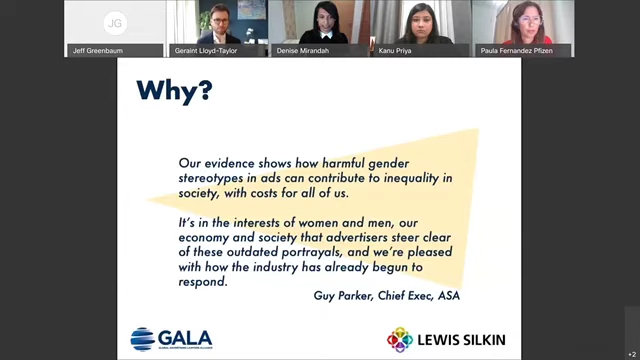 JG
Jeff Greenbaum
Geraint Lloyd-Taylor
Denise Mirandah
Kanu Priya
Paula Fernandez Pfizen
Why?
Our evidence shows how harmful gender
stereotypes in ads can contribute to inequality in
society, with costs for all of us.
It's in the interests of women and men, our
economy and society that advertisers steer clear
of these outdated portrayals, and we're pleased
with how the industry has already begun to
respond.
Guy Parker, Chief Exec, ASA
GALA
GLOBAL ADVERTISING LAWYERS ALLIANCE
LEWIS SILKIN
+2